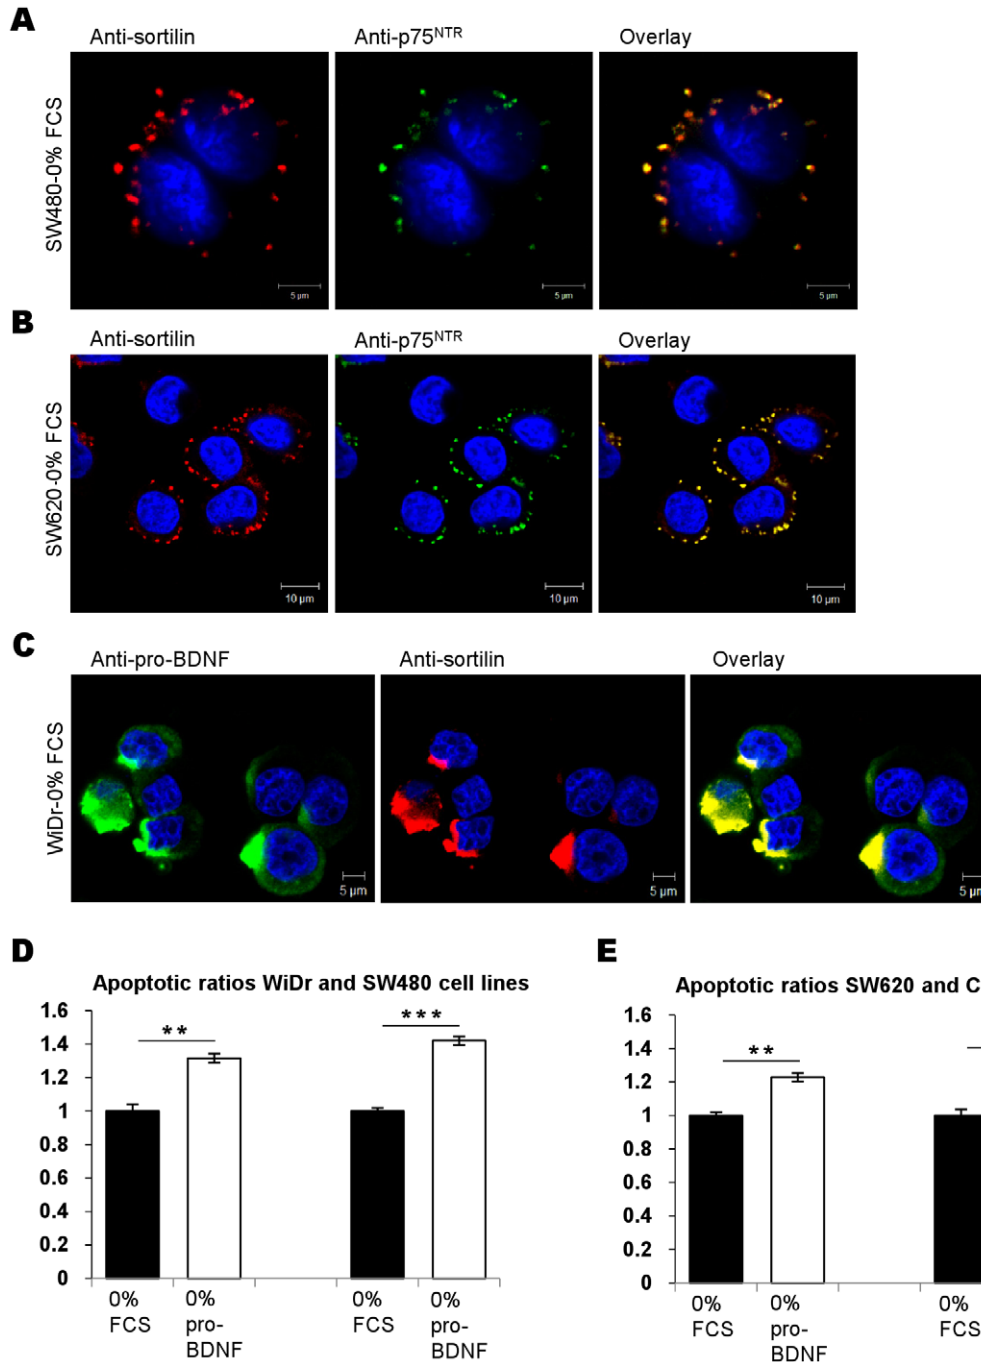 A
Anti-sortilin Anti-p75NTR Overlay
SW480-0% FCS
5 µm 5 µm 5 µm
B
Anti-sortilin Anti-p75NTR Overlay
SW620-0% FCS
10 µm 10 µm 10 µm
C
Anti-pro-BDNF Anti-sortilin Overlay
WiDr-0% FCS
5 µm 5 µm 5 µm
D
Apoptotic ratios WiDr and SW480 cell lines
1.6
1.4
1.2
1
0.8
0.6
0.4
0.2
0
** ***
0% 0% 0% 0%
FCS pro- FCS pro-
BDNF BDNF
E
Apoptotic ratios SW620 and C
1.6
1.4
1.2
1
0.8
0.6
0.4
0.2
0
**
0% 0% 0%
FCS pro- FCS
BDNF